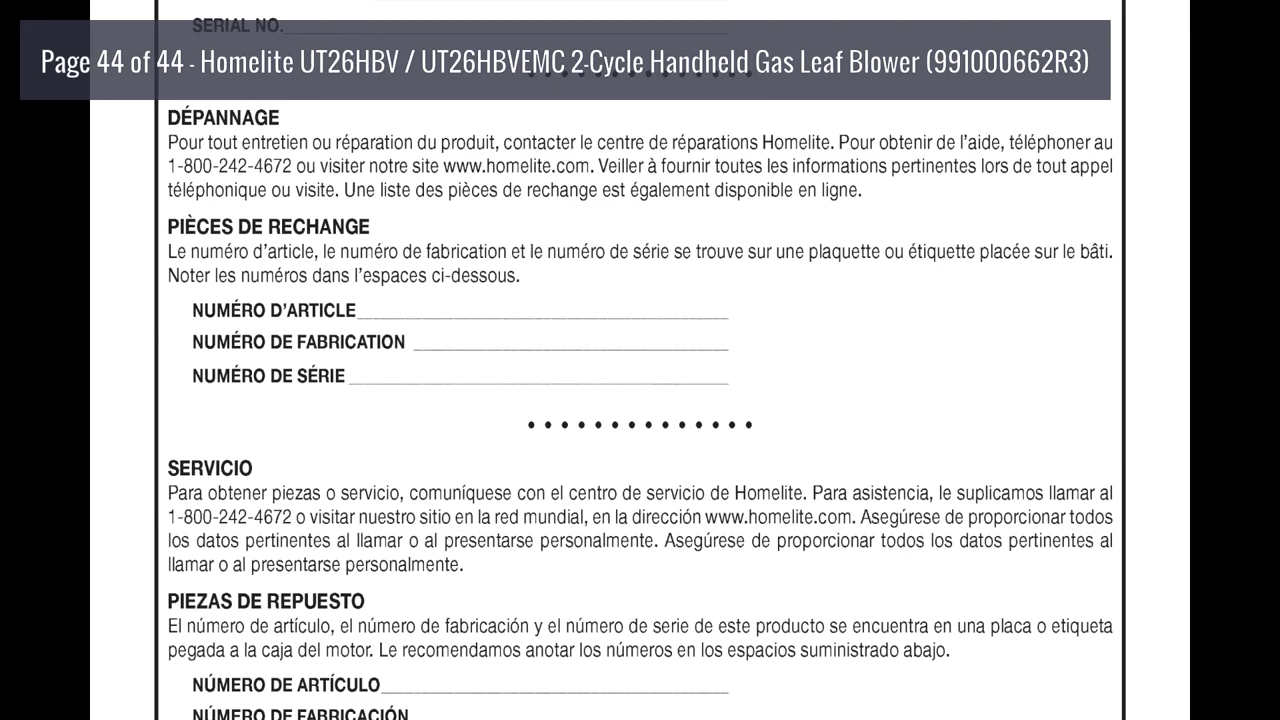 SERIAL NO.
Page 44 of 44 - Homelite UT26HBV / UT26HBVEMC 2-Cycle Handheld Gas Leaf Blower (991000662R3)
DÉPANNAGE
Pour tout entretien ou réparation du produit, contacter le centre de réparations Homelite. Pour obtenir de l’aide, téléphoner au
1-800-242-4672 ou visiter notre site www.homelite.com. Veiller à fournir toutes les informations pertinentes lors de tout appel
téléphonique ou visite. Une liste des pièces de rechange est également disponible en ligne.
PIÈCES DE RECHANGE
Le numéro d’article, le numéro de fabrication et le numéro de série se trouve sur une plaquette ou étiquette placée sur le bâti.
Noter les numéros dans l’espaces ci-dessous.
NUMÉRO D’ARTICLE
NUMÉRO DE FABRICATION
NUMÉRO DE SÉRIE
SERVICIO
Para obtener piezas o servicio, comuníquese con el centro de servicio de Homelite. Para asistencia, le suplicamos llamar al
1-800-242-4672 o visitar nuestro sitio en la red mundial, en la dirección www.homelite.com. Asegúrese de proporcionar todos
los datos pertinentes al llamar o al presentarse personalmente. Asegúrese de proporcionar todos los datos pertinentes al
llamar o al presentarse personalmente.
PIEZAS DE REPUESTO
El número de artículo, el número de fabricación y el número de serie de este producto se encuentra en una placa o etiqueta
pegada a la caja del motor. Le recomendamos anotar los números en los espacios suministrado abajo.
NÚMERO DE ARTÍCULO
NÚMERO DE FABRICACIÓN